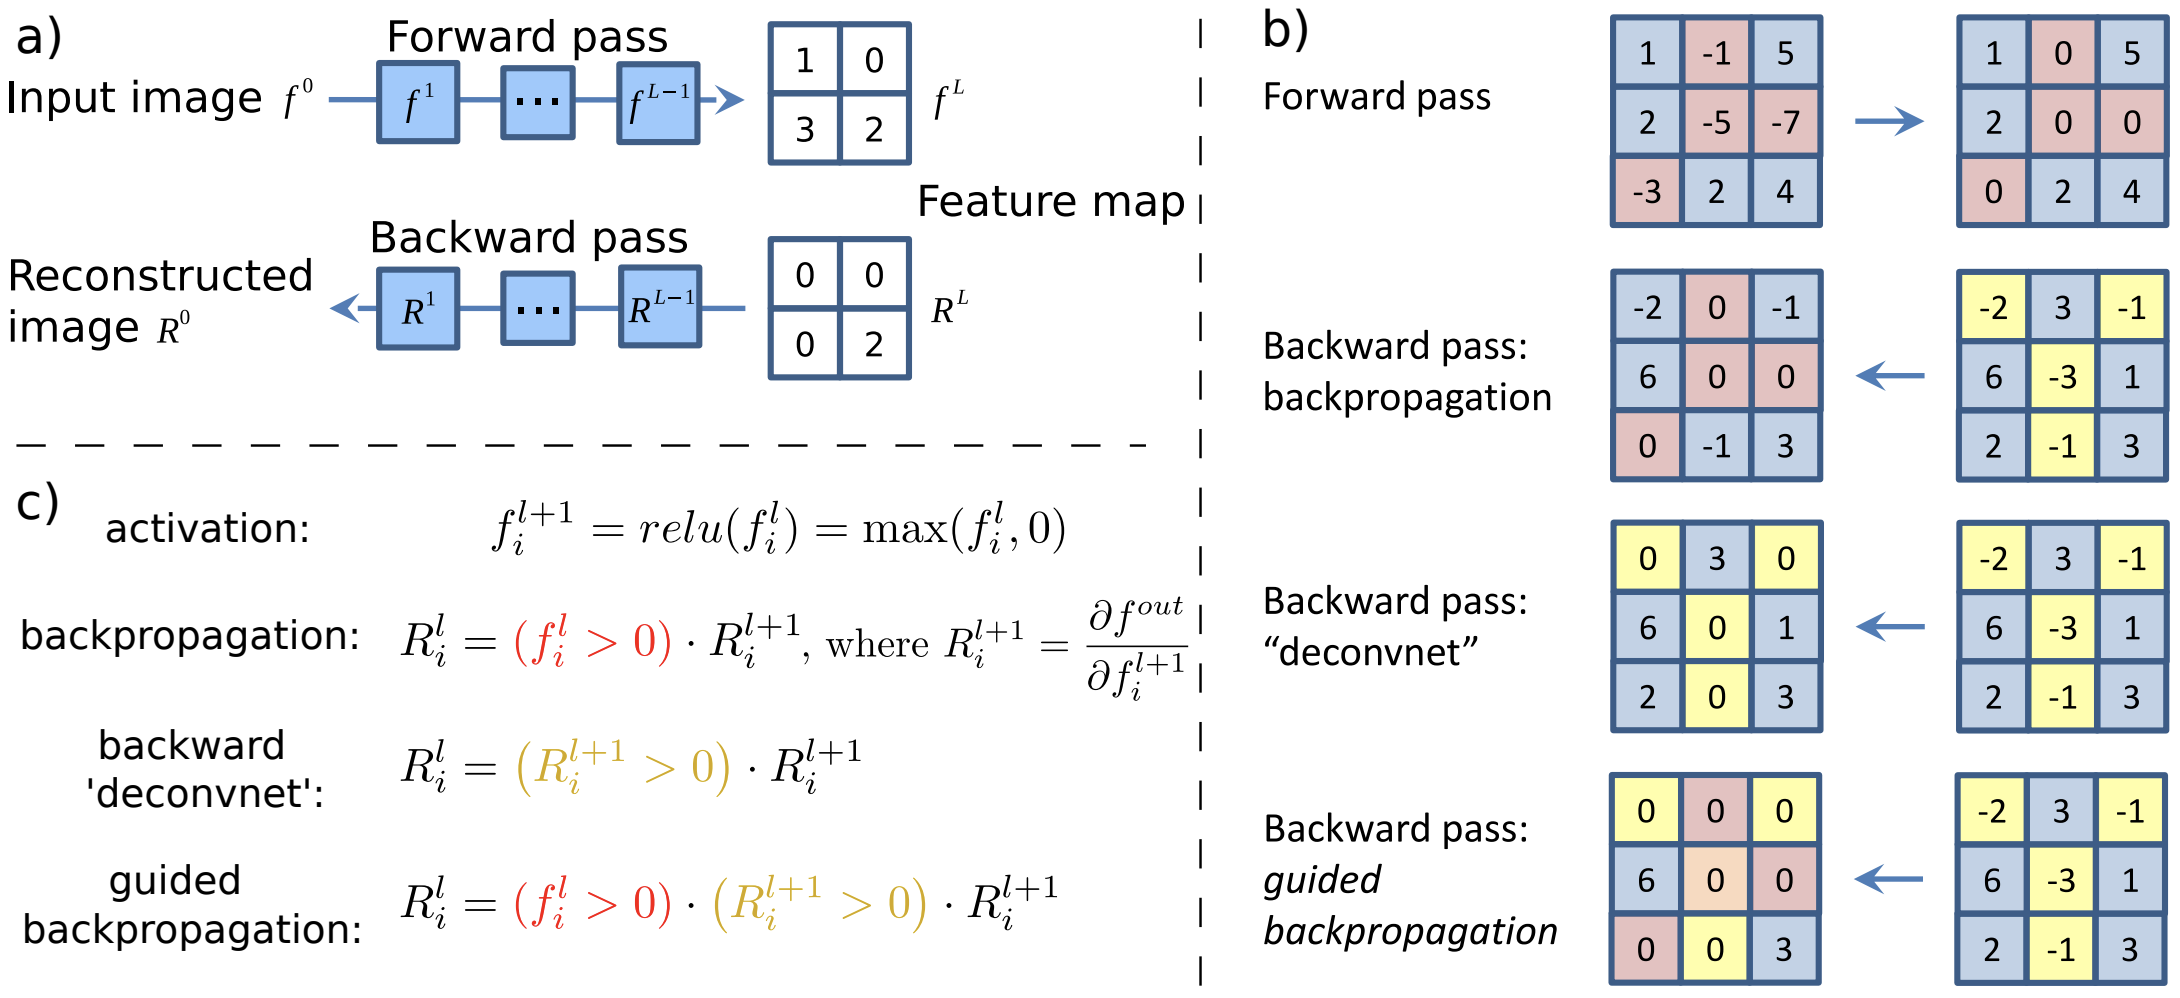 a)
Forward pass
Input image f^0
f^1 ... f^{L-1}
1 0
3 2
f^L
Feature map
Backward pass
Reconstructed
image R^0
R^1 ... R^{L-1}
0 0
0 2
R^L
b)
Forward pass
1 -1 5
2 -5 -7
-3 2 4
1 0 5
2 0 0
0 2 4
Backward pass:
backpropagation
-2 0 -1
6 0 0
0 -1 3
-2 3 -1
6 -3 1
2 -1 3
Backward pass:
“deconvnet”
0 3 0
6 0 1
2 0 3
-2 3 -1
6 -3 1
2 -1 3
Backward pass:
guided
backpropagation
0 0 0
6 0 0
0 0 3
-2 3 -1
6 -3 1
2 -1 3
c)
activation: f_i^{l+1} = relu(f_i^l) = max(f_i^l, 0)
backpropagation: R_i^l = (f_i^l > 0) · R_i^{l+1}, where R_i^{l+1} = ∂f^{out} / ∂f_i^{l+1}
backward
'deconvnet': R_i^l = (R_i^{l+1} > 0) · R_i^{l+1}
guided
backpropagation: R_i^l = (f_i^l > 0) · (R_i^{l+1} > 0) · R_i^{l+1}